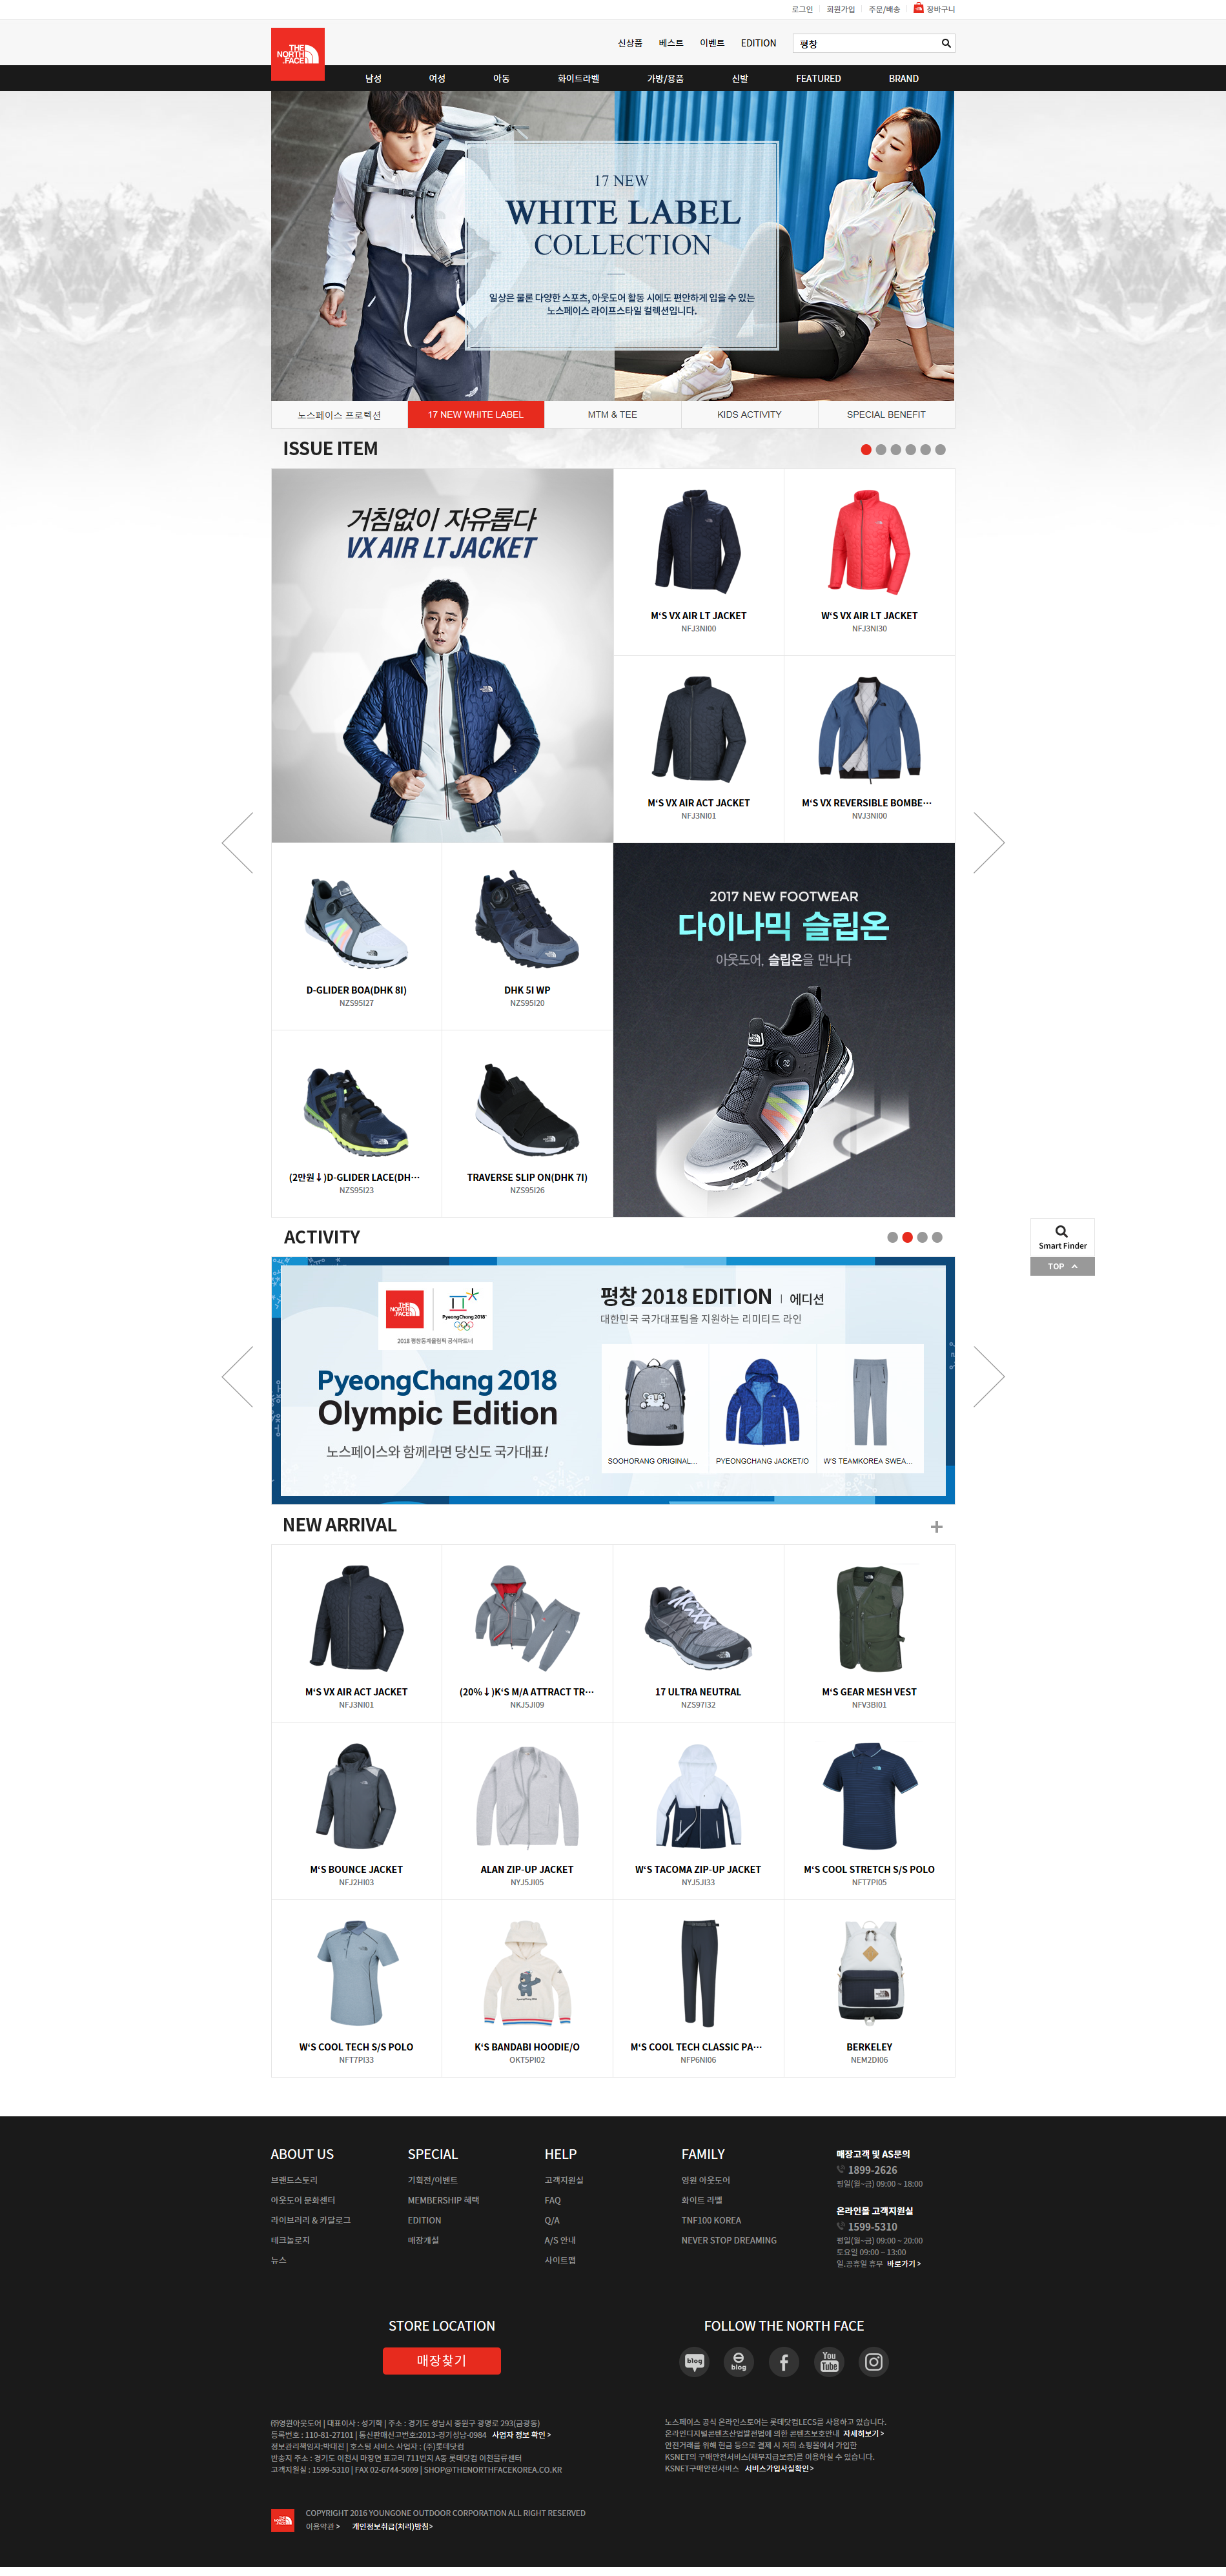 로그인 회원가입 주문/배송 장바구니
THE NORTH FACE
신상품 베스트 이벤트 EDITION 평창
남성 여성 아동 화이트라벨 가방/용품 신발 FEATURED BRAND
17 NEW
WHITE LABEL
COLLECTION
일상은 물론 다양한 스포츠, 아웃도어 활동 시에도 편안하게 입을 수 있는
노스페이스 라이프스타일 컬렉션입니다.
노스페이스 프로텍션 17 NEW WHITE LABEL MTM & TEE KIDS ACTIVITY SPECIAL BENEFIT
ISSUE ITEM
거침없이 자유롭다
VX AIR LT JACKET
M'S VX AIR LT JACKET
NFJ3NI00
W'S VX AIR LT JACKET
NFJ3NI30
M'S VX AIR ACT JACKET
NFJ3NI01
M'S VX REVERSIBLE BOMBE…
NVJ3NI00
D-GLIDER BOA(DHK 8I)
NZS95I27
DHK 5I WP
NZS95I20
(2만원↓)D-GLIDER LACE(DH…
NZS95I23
TRAVERSE SLIP ON(DHK 7I)
NZS95I26
2017 NEW FOOTWEAR
다이나믹 슬립온
아웃도어, 슬립온을 만나다
Smart Finder
TOP
ACTIVITY
THE NORTH FACE
PyeongChang 2018
2018 평창동계올림픽 공식파트너
PyeongChang 2018
Olympic Edition
노스페이스와 함께라면 당신도 국가대표!
평창 2018 EDITION | 에디션
대한민국 국가대표팀을 지원하는 리미티드 라인
SOOHORANG ORIGINAL... PYEONGCHANG JACKET/O W'S TEAMKOREA SWEA...
NEW ARRIVAL
M'S VX AIR ACT JACKET
NFJ3NI01
(20%↓)K'S M/A ATTRACT TR…
NKJ5JI09
17 ULTRA NEUTRAL
NZS97I32
M'S GEAR MESH VEST
NFV3BI01
M'S BOUNCE JACKET
NFJ2HI03
ALAN ZIP-UP JACKET
NYJ5JI05
W'S TACOMA ZIP-UP JACKET
NYJ5JI33
M'S COOL STRETCH S/S POLO
NFT7PI05
W'S COOL TECH S/S POLO
NFT7PI33
K'S BANDABI HOODIE/O
OKT5PI02
M'S COOL TECH CLASSIC PA…
NFP6NI06
BERKELEY
NEM2DI06
ABOUT US
브랜드스토리
아웃도어 문화센터
라이브러리 & 카달로그
테크놀로지
뉴스
SPECIAL
기획전/이벤트
MEMBERSHIP 혜택
EDITION
매장개설
HELP
고객지원실
FAQ
Q/A
A/S 안내
사이트맵
FAMILY
영원 아웃도어
화이트 라벨
TNF100 KOREA
NEVER STOP DREAMING
매장고객 및 AS문의
1899-2626
평일(월~금) 09:00 ~ 18:00
온라인몰 고객지원실
1599-5310
평일(월~금) 09:00 ~ 20:00
토요일 09:00 ~ 13:00
일.공휴일 휴무 바로가기 >
STORE LOCATION
매장찾기
FOLLOW THE NORTH FACE
blog blog You Tube
㈜영원아웃도어 | 대표이사 : 성기학 | 주소 : 경기도 성남시 중원구 광명로 293(금광동)
등록번호 : 110-81-27101 | 통신판매신고번호:2013-경기성남-0984 사업자 정보 확인 >
정보관리책임자:박대진 | 호스팅 서비스 사업자 : (주)롯데닷컴
반송지 주소 : 경기도 이천시 마장면 표교리 711번지 A동 롯데닷컴 이천물류센터
고객지원실 : 1599-5310 | FAX 02-6744-5009 | SHOP@THENORTHFACEKOREA.CO.KR
노스페이스 공식 온라인스토어는 롯데닷컴LECS를 사용하고 있습니다.
온라인디지털콘텐츠산업발전법에 의한 콘텐츠보호안내 자세히보기 >
안전거래를 위해 현금 등으로 결제 시 저희 쇼핑몰에서 가입한
KSNET의 구매안전서비스(채무지급보증)를 이용하실 수 있습니다.
KSNET구매안전서비스 서비스가입사실확인 >
THE NORTH FACE
COPYRIGHT 2016 YOUNGONE OUTDOOR CORPORATION ALL RIGHT RESERVED
이용약관 > 개인정보취급(처리)방침>